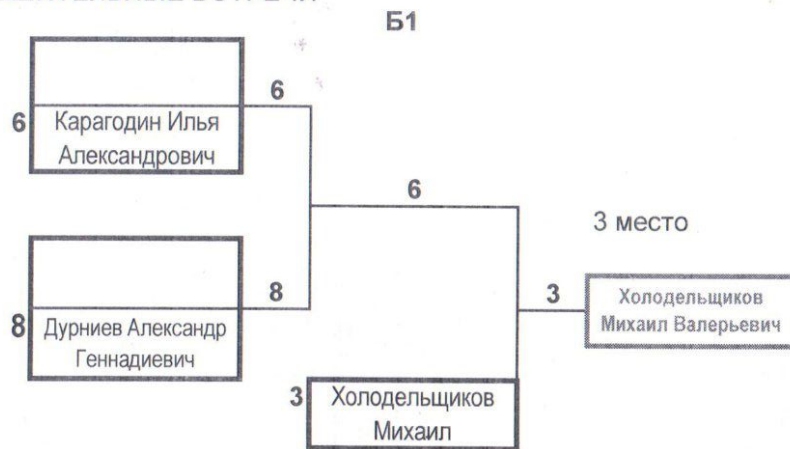 Б1
6
6
Карагодин Илья
Александрович
6
3 место
8
8
Дурниев Александр
Геннадиевич
3
Холодельщиков
Михаил Валерьевич
3
Холодельщиков
Михаил